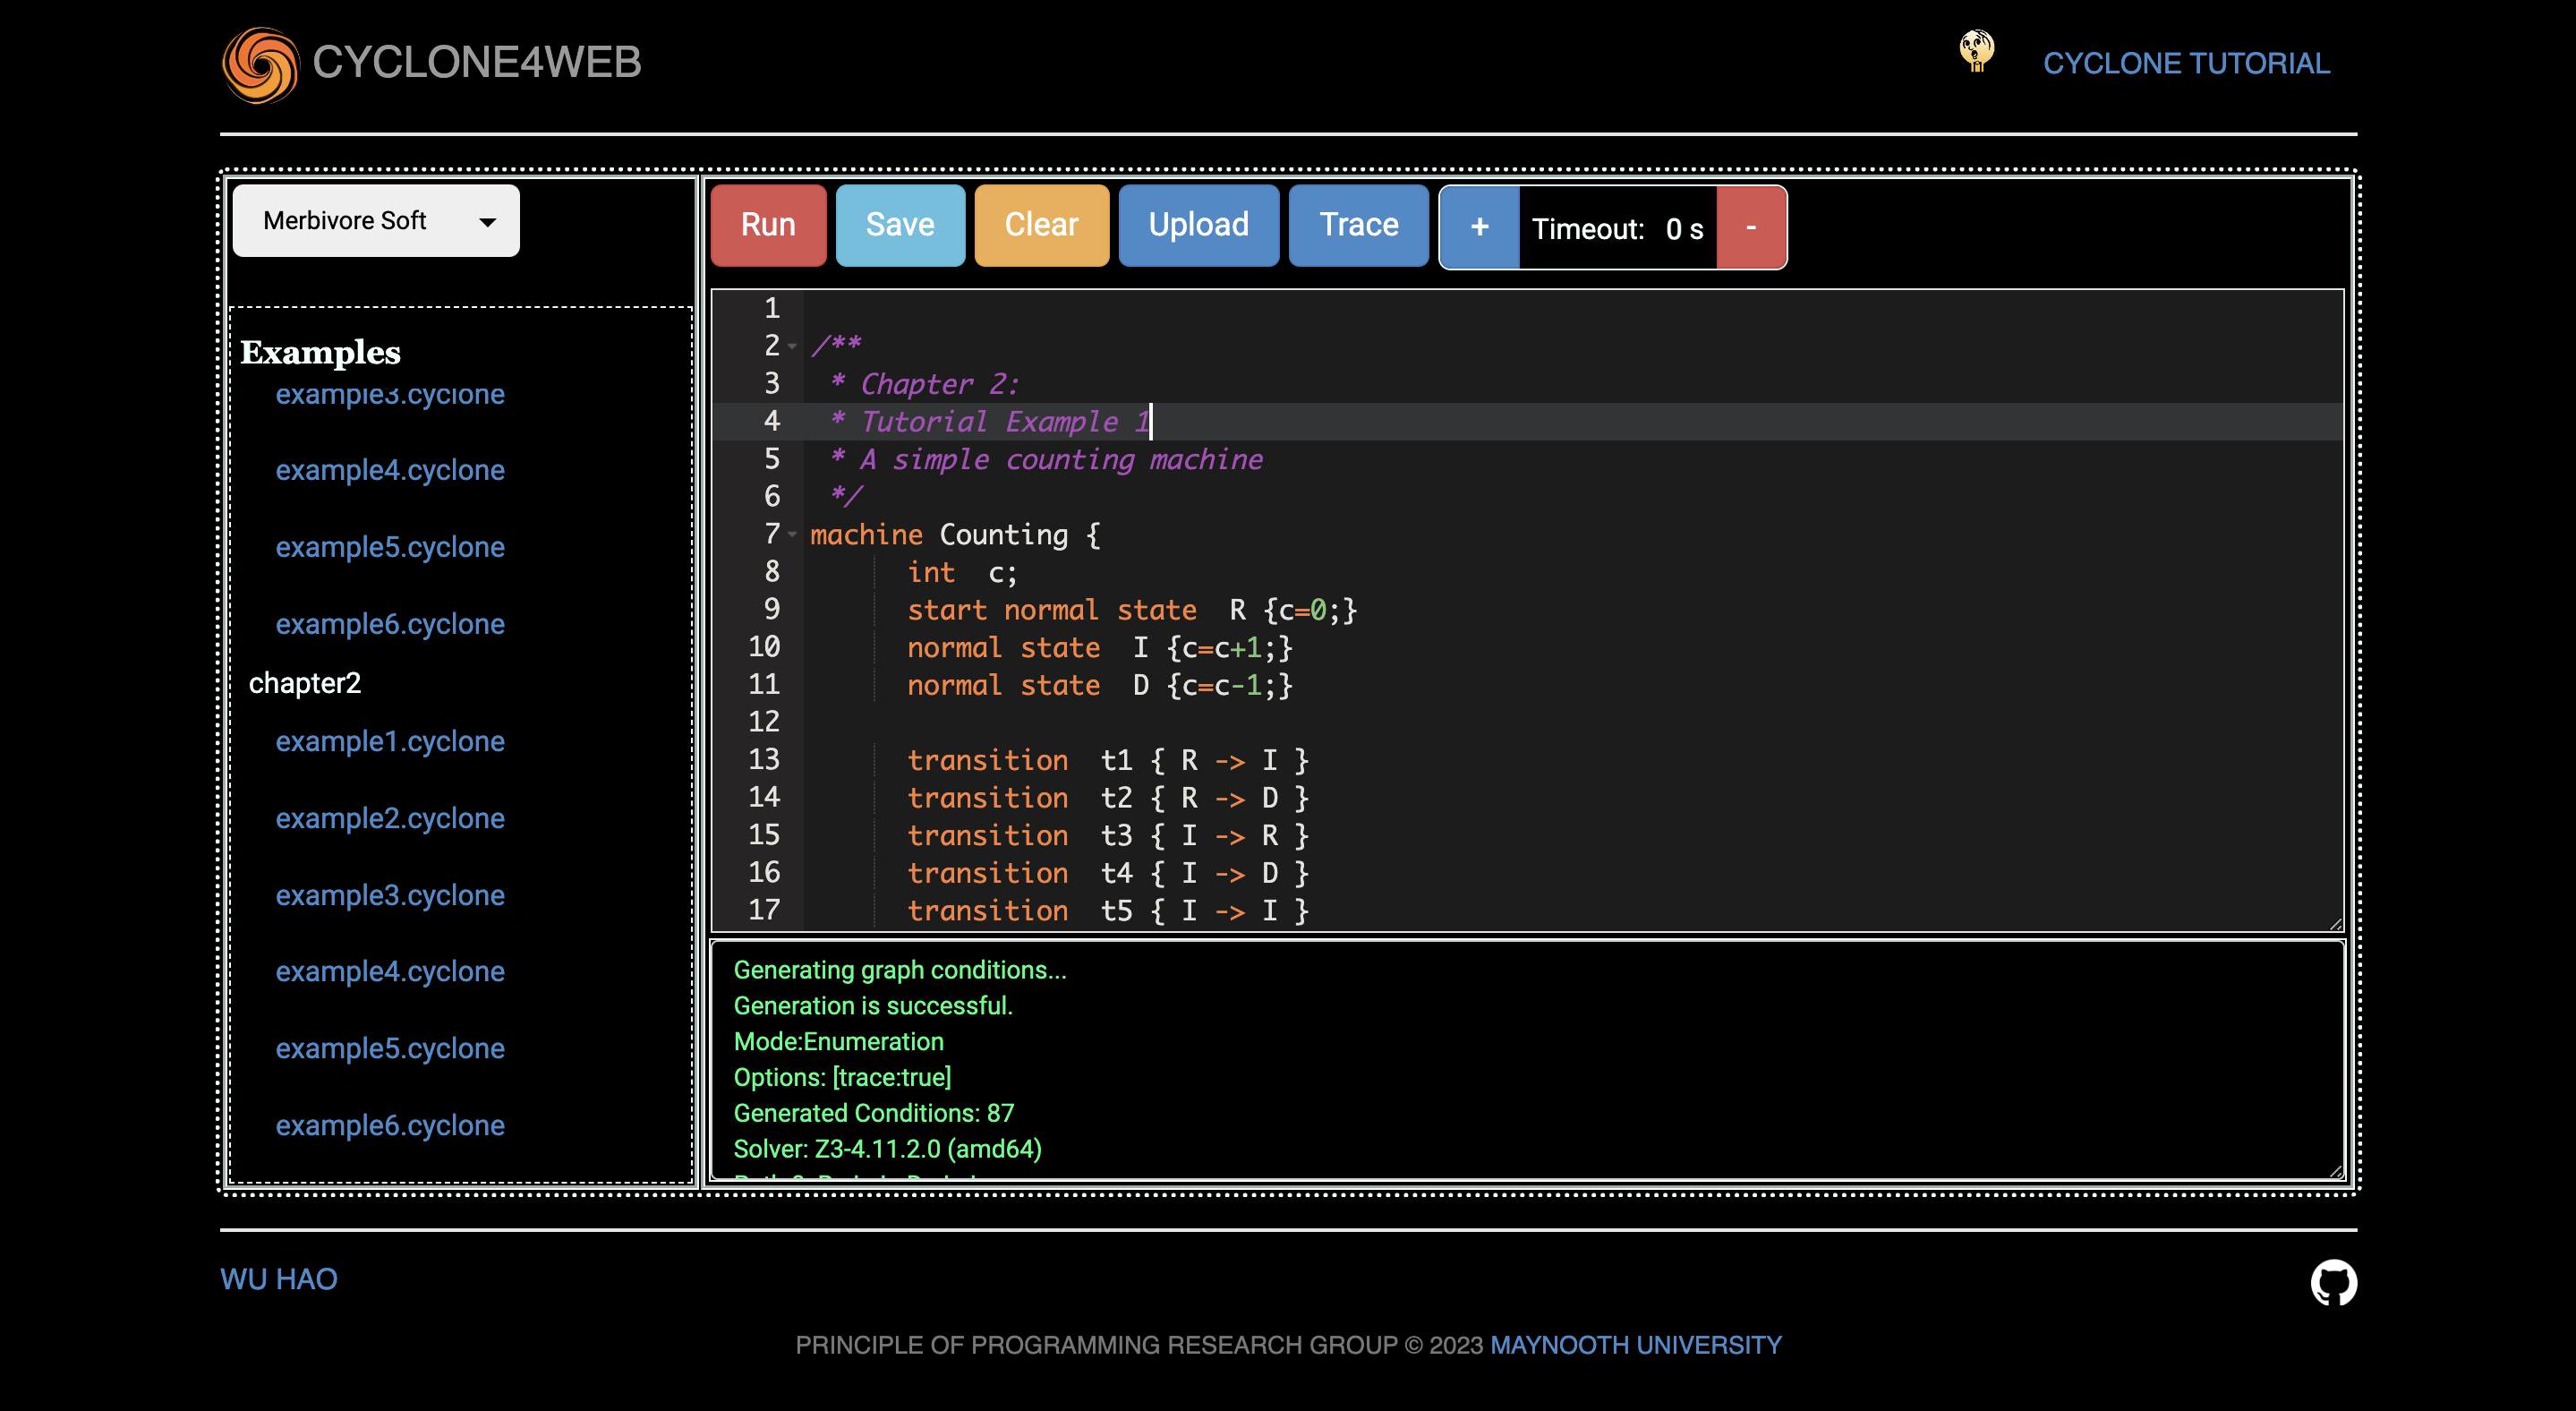 CYCLONE4WEB
CYCLONE TUTORIAL
Merbivore Soft
Run
Save
Clear
Upload
Trace
+
Timeout: 0 s
-
Examples
example3.cyclone
example4.cyclone
example5.cyclone
example6.cyclone
chapter2
example1.cyclone
example2.cyclone
example3.cyclone
example4.cyclone
example5.cyclone
example6.cyclone
1
2 /**
3 * Chapter 2:
4 * Tutorial Example 1
5 * A simple counting machine
6 */
7 machine Counting {
8 int c;
9 start normal state R {c=0;}
10 normal state I {c=c+1;}
11 normal state D {c=c-1;}
12
13 transition t1 { R -> I }
14 transition t2 { R -> D }
15 transition t3 { I -> R }
16 transition t4 { I -> D }
17 transition t5 { I -> I }
Generating graph conditions...
Generation is successful.
Mode:Enumeration
Options: [trace:true]
Generated Conditions: 87
Solver: Z3-4.11.2.0 (amd64)
WU HAO
PRINCIPLE OF PROGRAMMING RESEARCH GROUP © 2023 MAYNOOTH UNIVERSITY